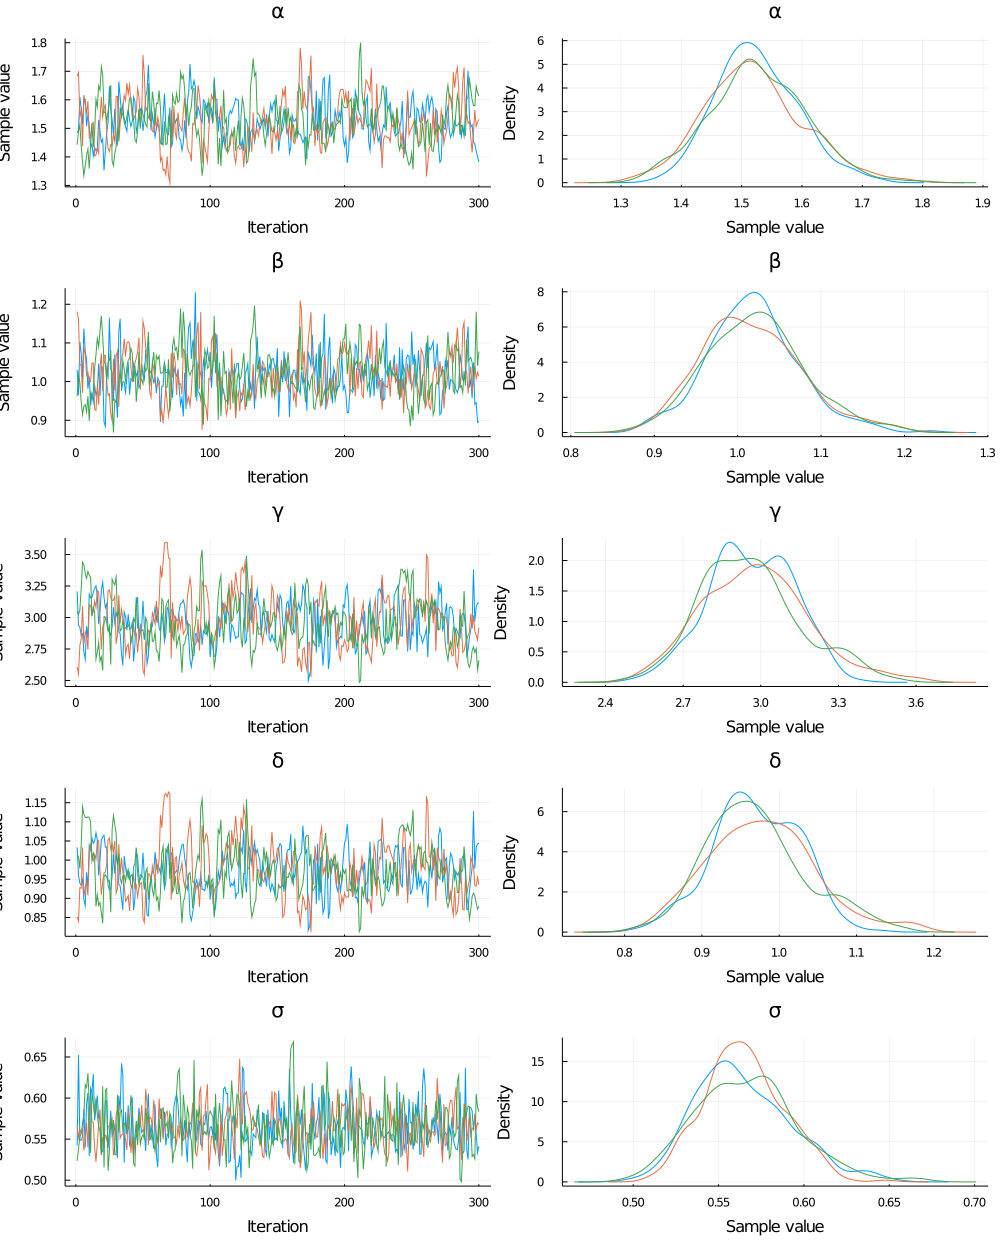 α
α
Sample value
1.8
1.7
1.6
1.5
1.4
1.3
0 100 200 300
Iteration
Density
6
5
4
3
2
1
0
1.3 1.4 1.5 1.6 1.7 1.8 1.9
Sample value
β
β
Sample value
1.2
1.1
1.0
0.9
0 100 200 300
Iteration
Density
8
6
4
2
0
0.8 0.9 1.0 1.1 1.2 1.3
Sample value
γ
γ
Sample value
3.50
3.25
3.00
2.75
2.50
0 100 200 300
Iteration
Density
2.0
1.5
1.0
0.5
0.0
2.4 2.7 3.0 3.3 3.6
Sample value
δ
δ
Sample value
1.15
1.10
1.05
1.00
0.95
0.90
0.85
0 100 200 300
Iteration
Density
6
4
2
0
0.8 0.9 1.0 1.1 1.2
Sample value
σ
σ
Sample value
0.65
0.60
0.55
0.50
0 100 200 300
Iteration
Density
15
10
5
0
0.50 0.55 0.60 0.65 0.70
Sample value